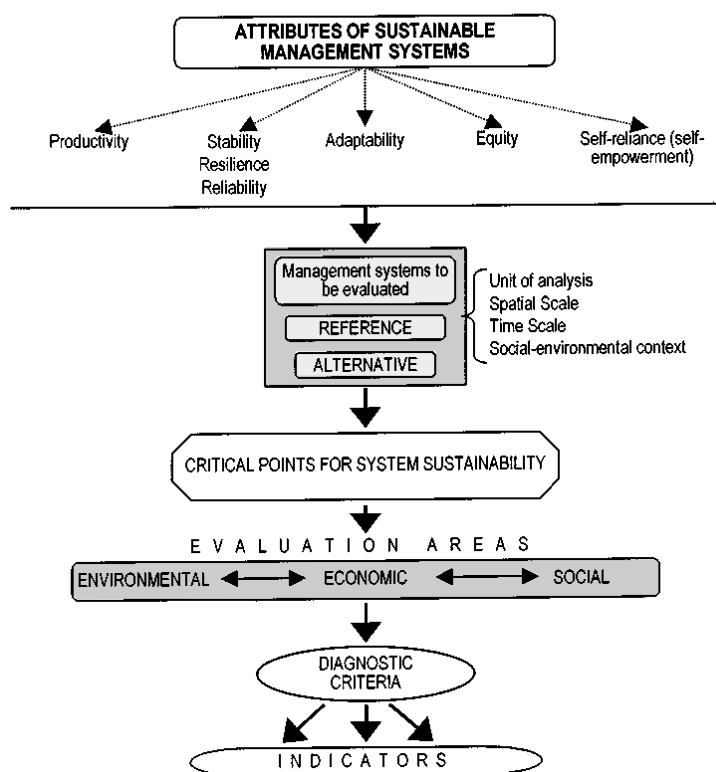 ATTRIBUTES OF SUSTAINABLE
MANAGEMENT SYSTEMS
Productivity
Stability
Resilience
Reliability
Adaptability
Equity
Self-reliance (self-
empowerment)
Management systems to
be evaluated
REFERENCE
ALTERNATIVE
Unit of analysis
Spatial Scale
Time Scale
Social-environmental context
CRITICAL POINTS FOR SYSTEM SUSTAINABILITY
EVALUATION AREAS
ENVIRONMENTAL
ECONOMIC
SOCIAL
DIAGNOSTIC
CRITERIA
INDICATORS